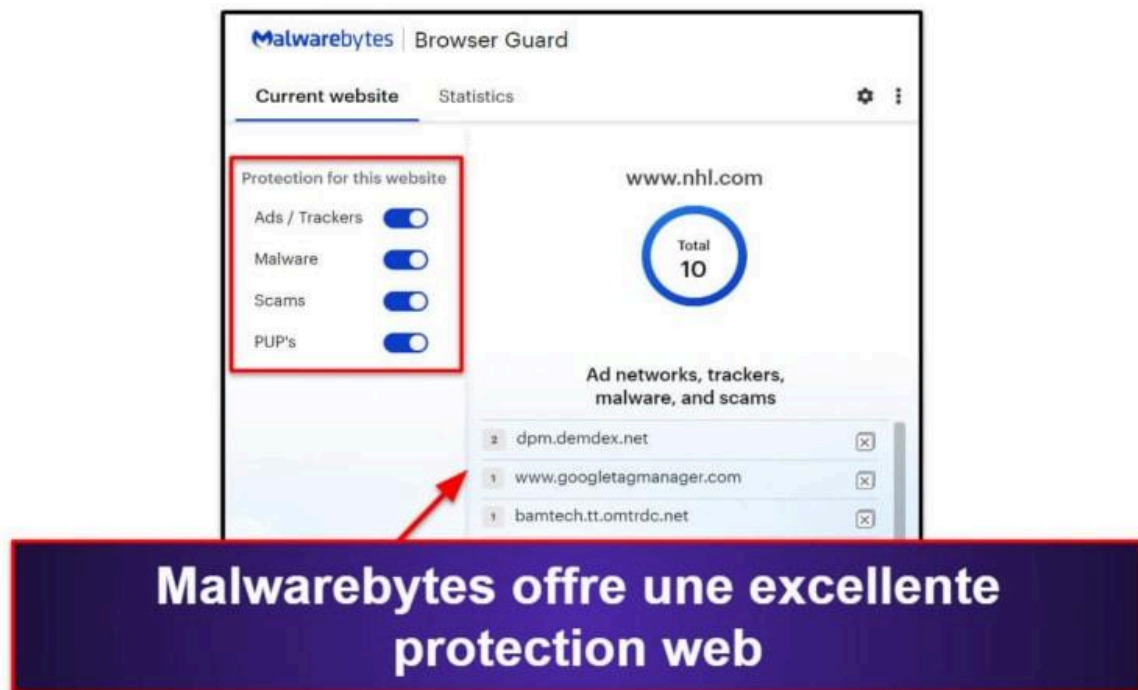 Malwarebytes | Browser Guard
Current website Statistics
Protection for this website
Ads / Trackers
Malware
Scams
PUP's
www.nhl.com
Total
10
Ad networks, trackers,
malware, and scams
2 dpm.demdex.net
1 www.googletagmanager.com
1 bamtech.tt.omtrdc.net
Malwarebytes offre une excellente
protection web